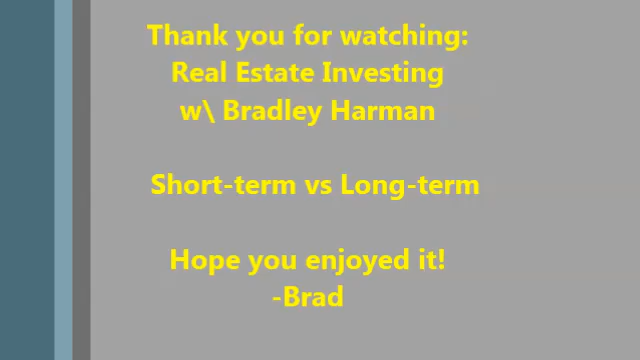 Thank you for watching:
Real Estate Investing
w\ Bradley Harman
Short-term vs Long-term
Hope you enjoyed it!
-Brad